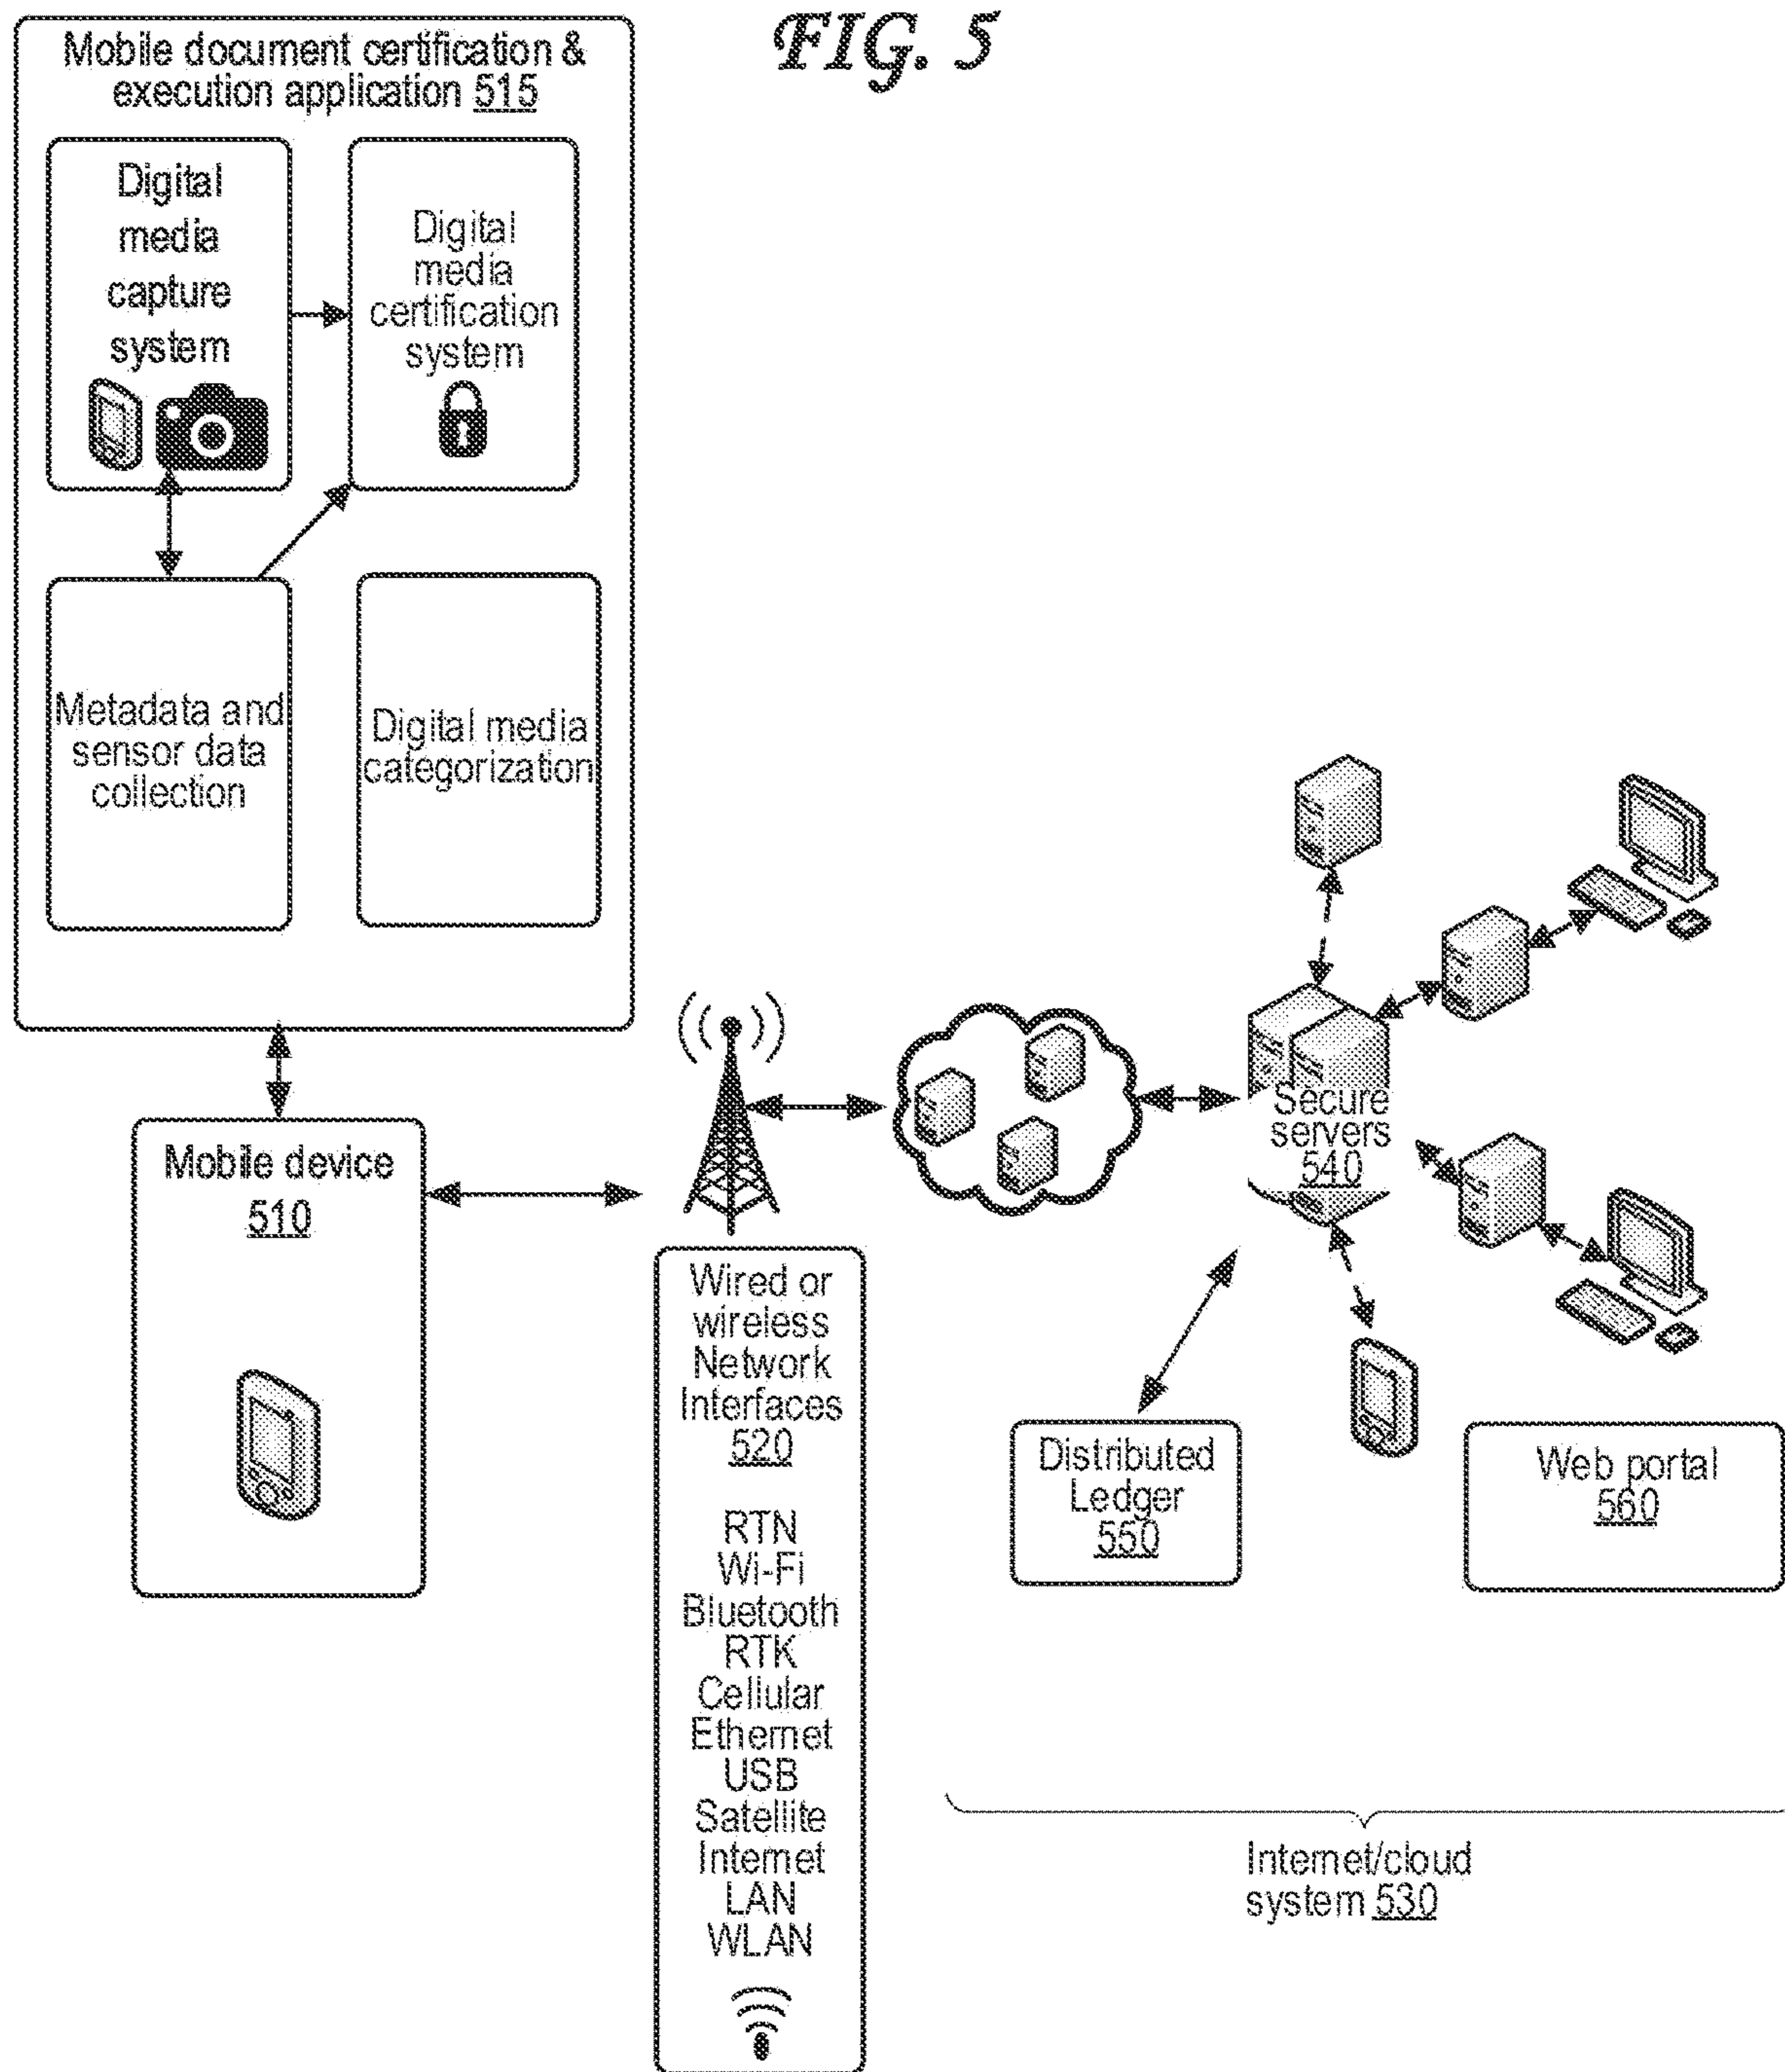 FIG. 5
Mobile document certification &
execution application 515
Digital
media
capture
system
Digital
media
certification
system
Metadata and
sensor data
collection
Digital media
categorization
Mobile device
510
Wired or
wireless
Network
Interfaces
520
RTN
Wi-Fi
Bluetooth
RTK
Cellular
Ethernet
USB
Satellite
Internet
LAN
WLAN
Secure
servers
540
Distributed
Ledger
550
Web portal
560
Internet/cloud
system 530